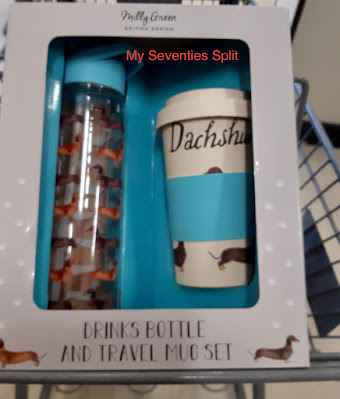 Milly Green
BRITISH DESIGN
My Seventies Split
Dachshu
DRINKS BOTTLE
AND TRAVEL MUG SET